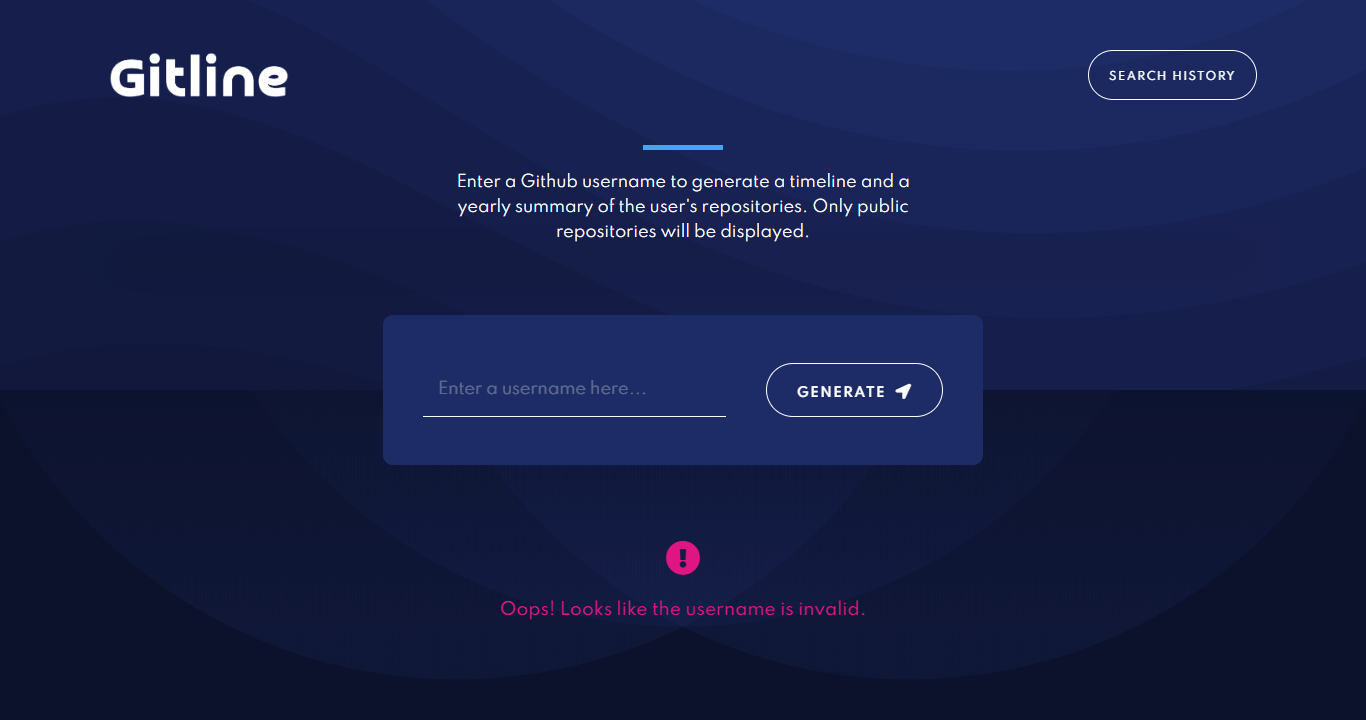 Gitline
SEARCH HISTORY
Enter a Github username to generate a timeline and a
yearly summary of the user's repositories. Only public
repositories will be displayed.
Enter a username here...
GENERATE
Oops! Looks like the username is invalid.